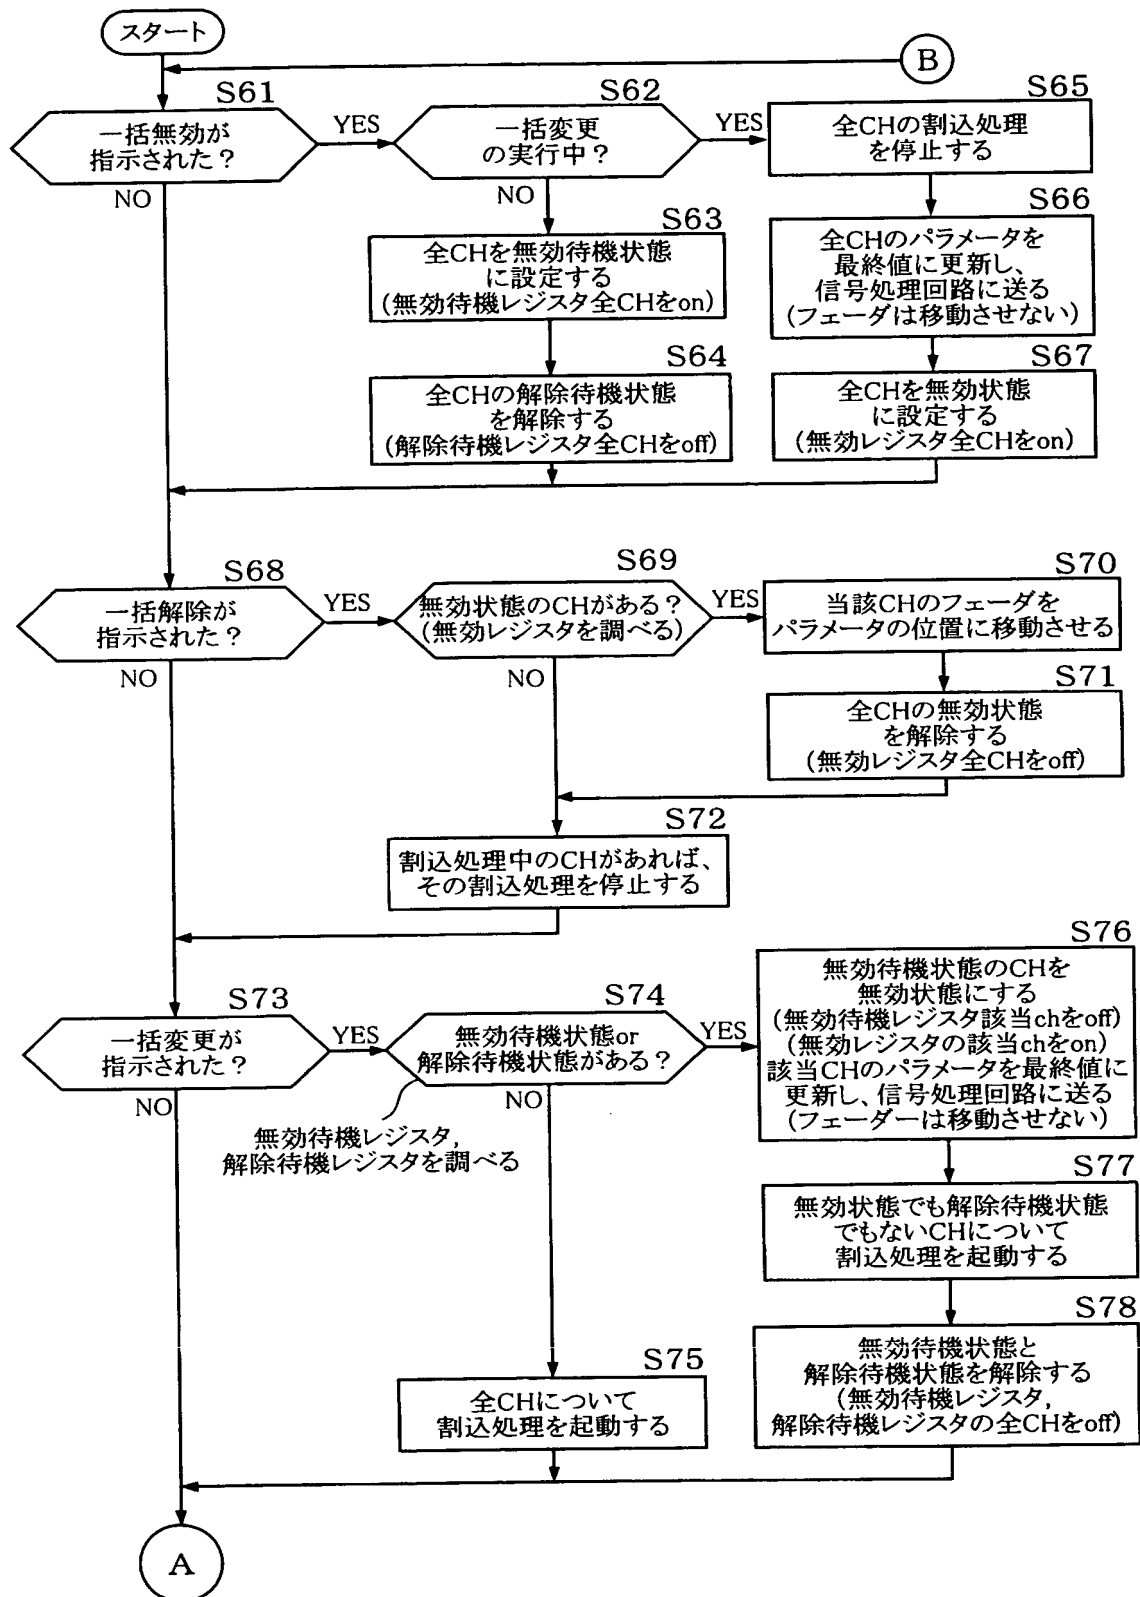 スタート
B
S61
一括無効が
指示された？
YES
NO
S62
一括変更
の実行中？
YES
NO
S65
全CHの割込処理
を停止する
S63
全CHを無効待機状態
に設定する
(無効待機レジスタ全CHをon)
S66
全CHのパラメータを
最終値に更新し、
信号処理回路に送る
(フェーダは移動させない)
S64
全CHの解除待機状態
を解除する
(解除待機レジスタ全CHをoff)
S67
全CHを無効状態
に設定する
(無効レジスタ全CHをon)
S68
一括解除が
指示された？
YES
NO
S69
無効状態のCHがある？
(無効レジスタを調べる)
YES
NO
S70
当該CHのフェーダを
パラメータの位置に移動させる
S71
全CHの無効状態
を解除する
(無効レジスタ全CHをoff)
S72
割込処理中のCHがあれば、
その割込処理を停止する
S73
一括変更が
指示された？
YES
NO
S74
無効待機状態or
解除待機状態がある？
YES
NO
無効待機レジスタ,
解除待機レジスタを調べる
S76
無効待機状態のCHを
無効状態にする
(無効待機レジスタ該当chをoff)
(無効レジスタの該当chをon)
該当CHのパラメータを最終値に
更新し、信号処理回路に送る
(フェーダーは移動させない)
S77
無効状態でも解除待機状態
でもないCHについて
割込処理を起動する
S75
全CHについて
割込処理を起動する
S78
無効待機状態と
解除待機状態を解除する
(無効待機レジスタ,
解除待機レジスタの全CHをoff)
A